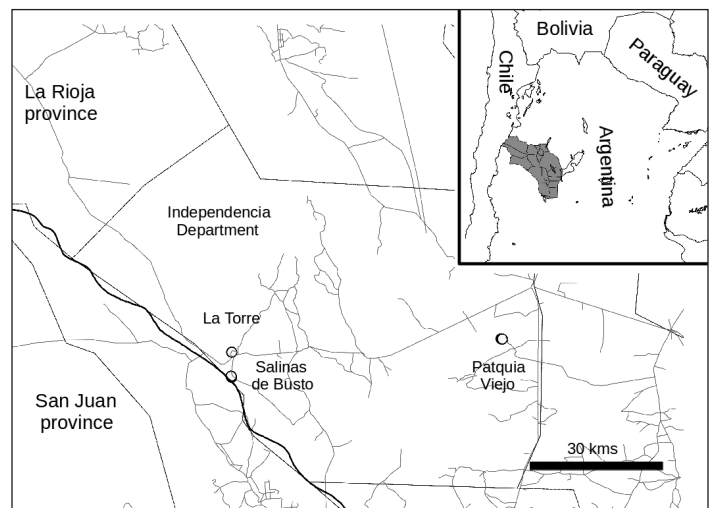 La Rioja
province
Independencia
Department
La Torre
Salinas
de Busto
San Juan
province
Patquia
Viejo
30 kms
Bolivia
Paraguay
Chile
Argentina